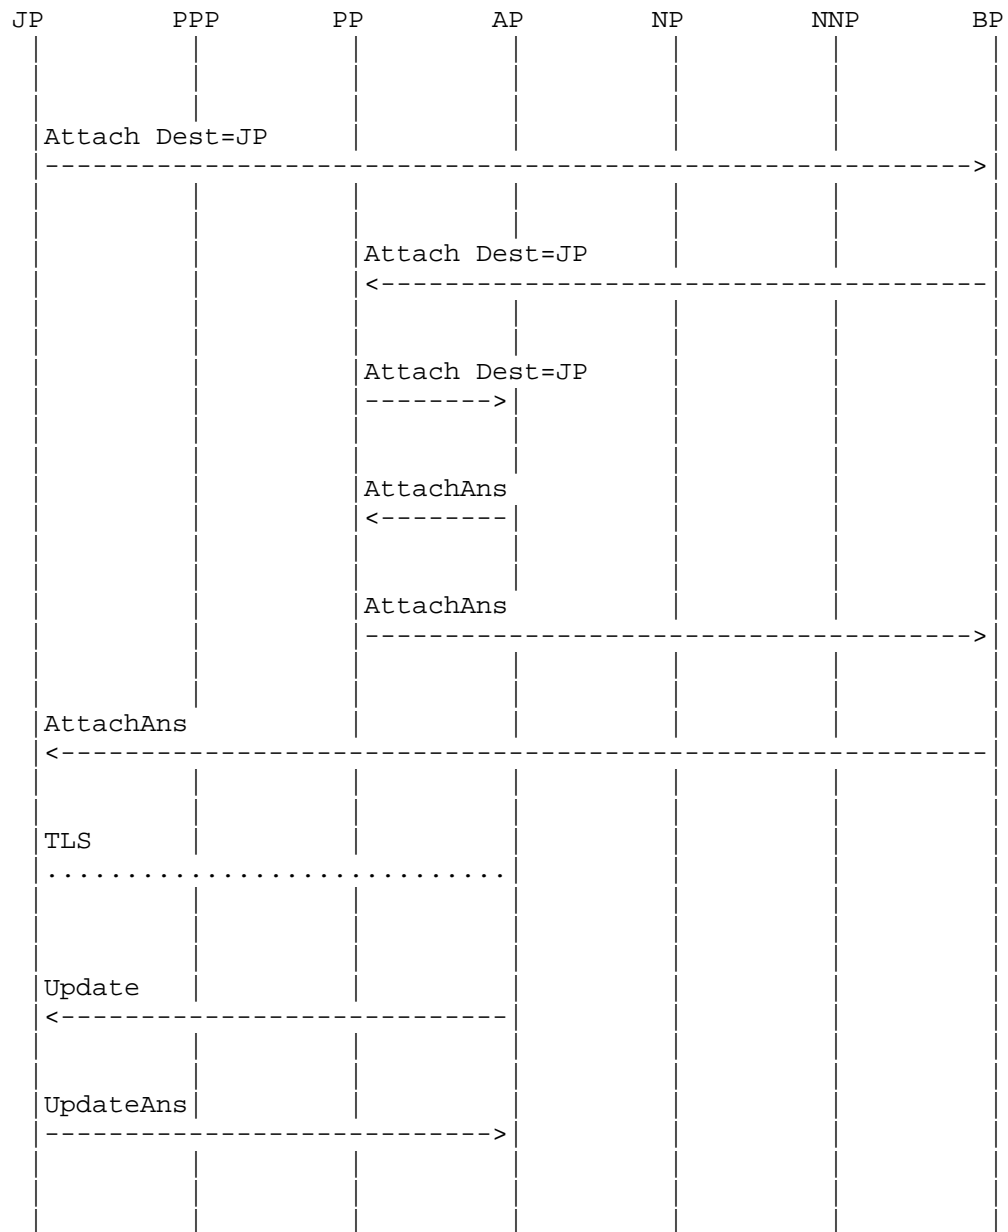 JP PPP PP AP NP NNP BP
Attach Dest=JP
Attach Dest=JP
Attach Dest=JP
AttachAns
AttachAns
AttachAns
TLS
Update
UpdateAns